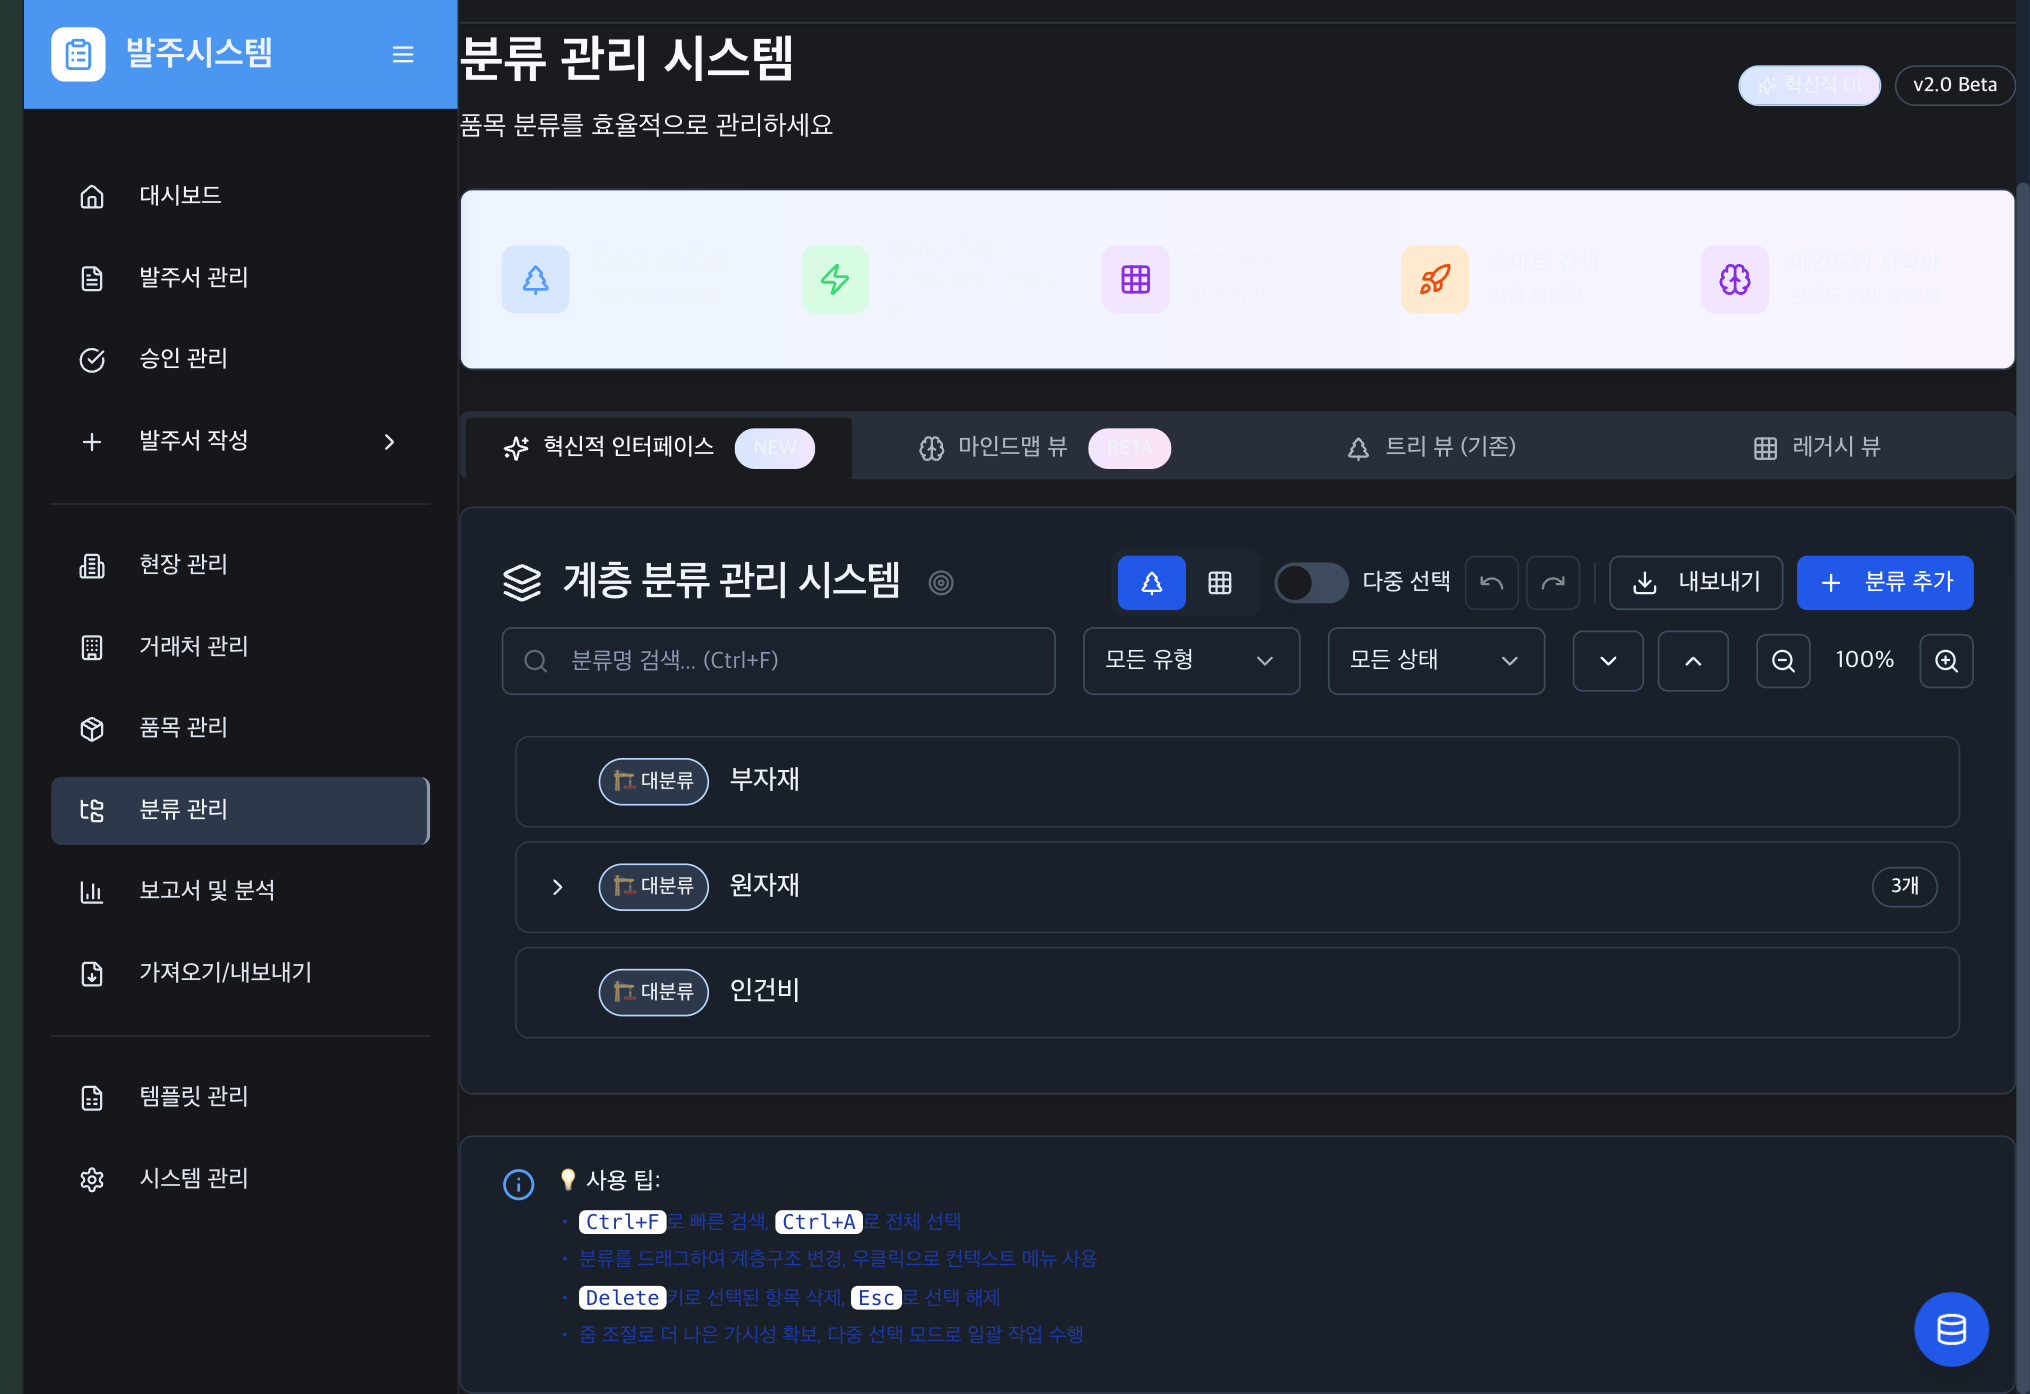 발주시스템
대시보드
발주서 관리
승인 관리
발주서 작성
현장 관리
거래처 관리
품목 관리
분류 관리
보고서 및 분석
가져오기/내보내기
템플릿 관리
시스템 관리
분류 관리 시스템
품목 분류를 효율적으로 관리하세요
혁신적 UI
v2.0 Beta
다중 선택
스마트 검색
마인드맵 시각화
혁신적 인터페이스 NEW
마인드맵 뷰 BETA
트리 뷰 (기존)
레거시 뷰
계층 분류 관리 시스템
다중 선택
내보내기
분류 추가
분류명 검색... (Ctrl+F)
모든 유형
모든 상태
100%
대분류 부자재
대분류 원자재
3개
대분류 인건비
사용 팁:
• Ctrl+F로 빠른 검색, Ctrl+A로 전체 선택
• 분류를 드래그하여 계층구조 변경, 우클릭으로 컨텍스트 메뉴 사용
• Delete키로 선택된 항목 삭제, Esc로 선택 해제
• 줌 조절로 더 나은 가시성 확보, 다중 선택 모드로 일괄 작업 수행